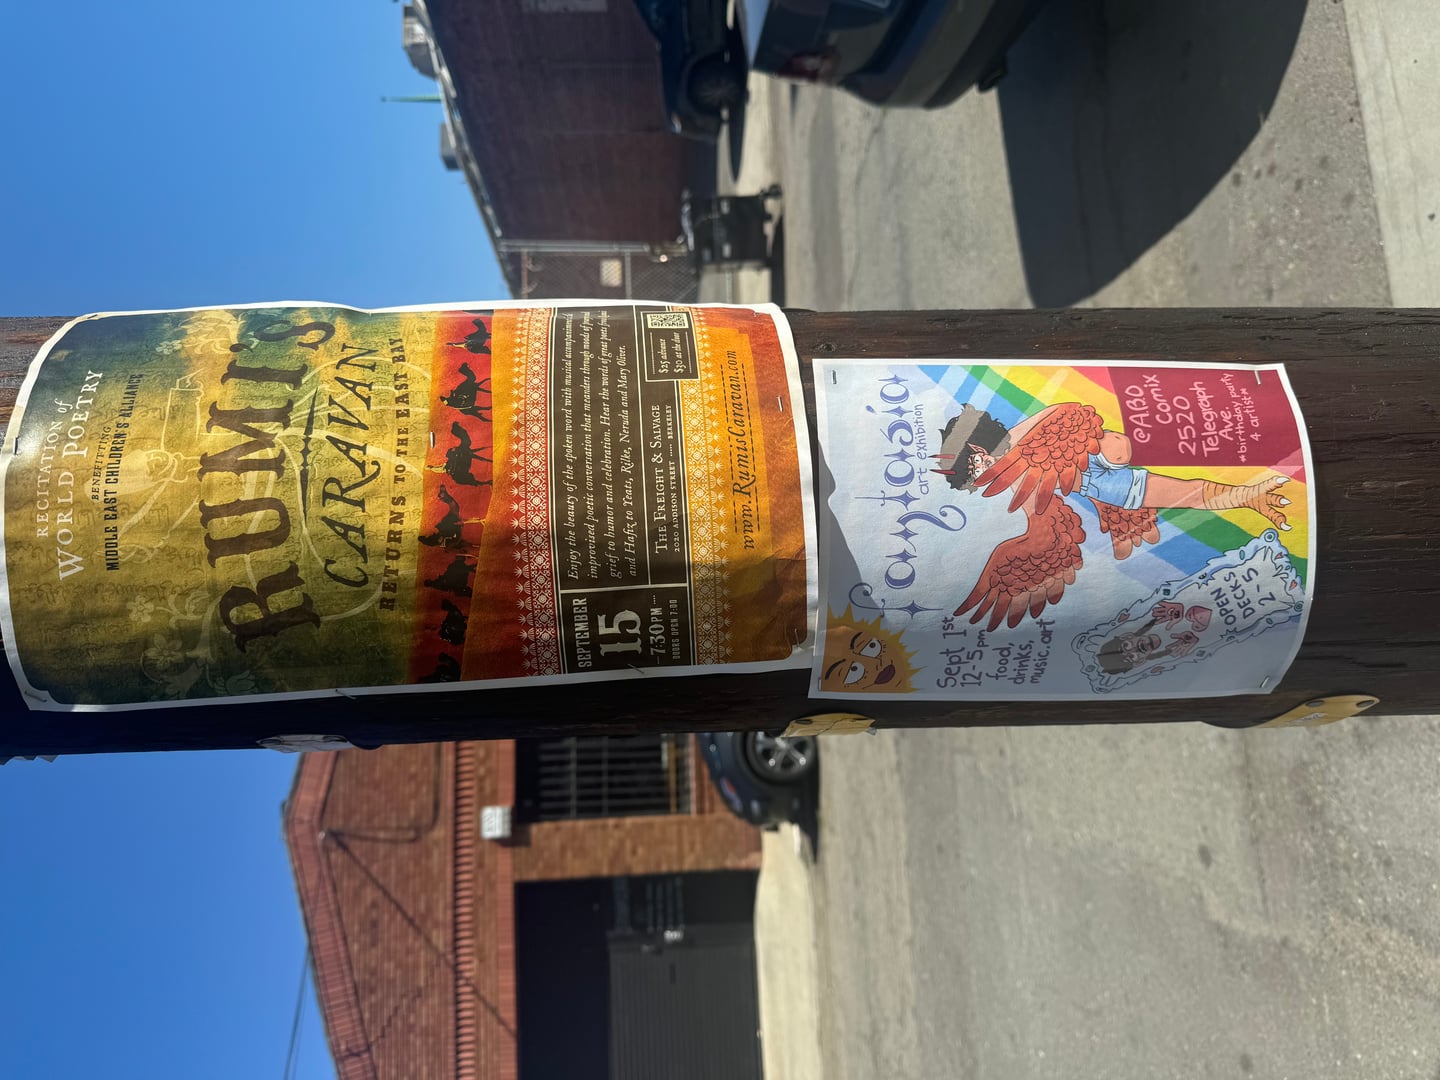 RECITATION of
WORLD POETRY
BENEFITING
MIDDLE EAST CHILDREN'S ALLIANCE
RUMI'S
CARAVAN
RETURNS TO THE EAST BAY
SEPTEMBER
15
7:30PM
DOORS OPEN 7:00
Enjoy the beauty of the spoken word with musical accompaniment
improvised poetic conversation that meanders through moods of
grief to humor and celebration. Hear the words of great poets
and Hafiz to Yeats, Rilke, Neruda and Mary Oliver.
THE FREIGHT & SALVAGE
2020 ADDISON STREET BERKELEY
$25 advance
$30 at the door
www.RumisCaravan.com
fantasia
art exhibition
Sept 1st
12-5pm
food,
drinks,
music.art
@AIBO
Comix
2520
Telegraph
Ave.
*birthday party
4 artist*
OPEN
DECKS
2-5